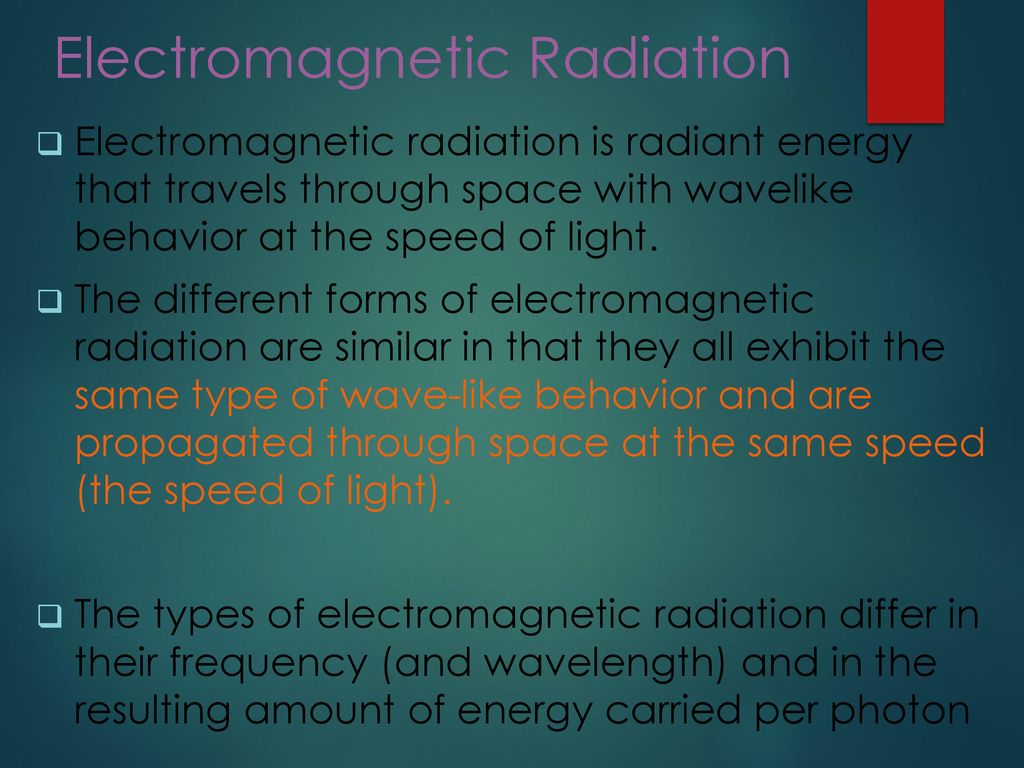 Electromagnetic Radiation
Electromagnetic radiation is radiant energy
that travels through space with wavelike
behavior at the speed of light.
The different forms of electromagnetic
radiation are similar in that they all exhibit the
same type of wave-like behavior and are
propagated through space at the same speed
(the speed of light).
The types of electromagnetic radiation differ in
their frequency (and wavelength) and in the
resulting amount of energy carried per photon